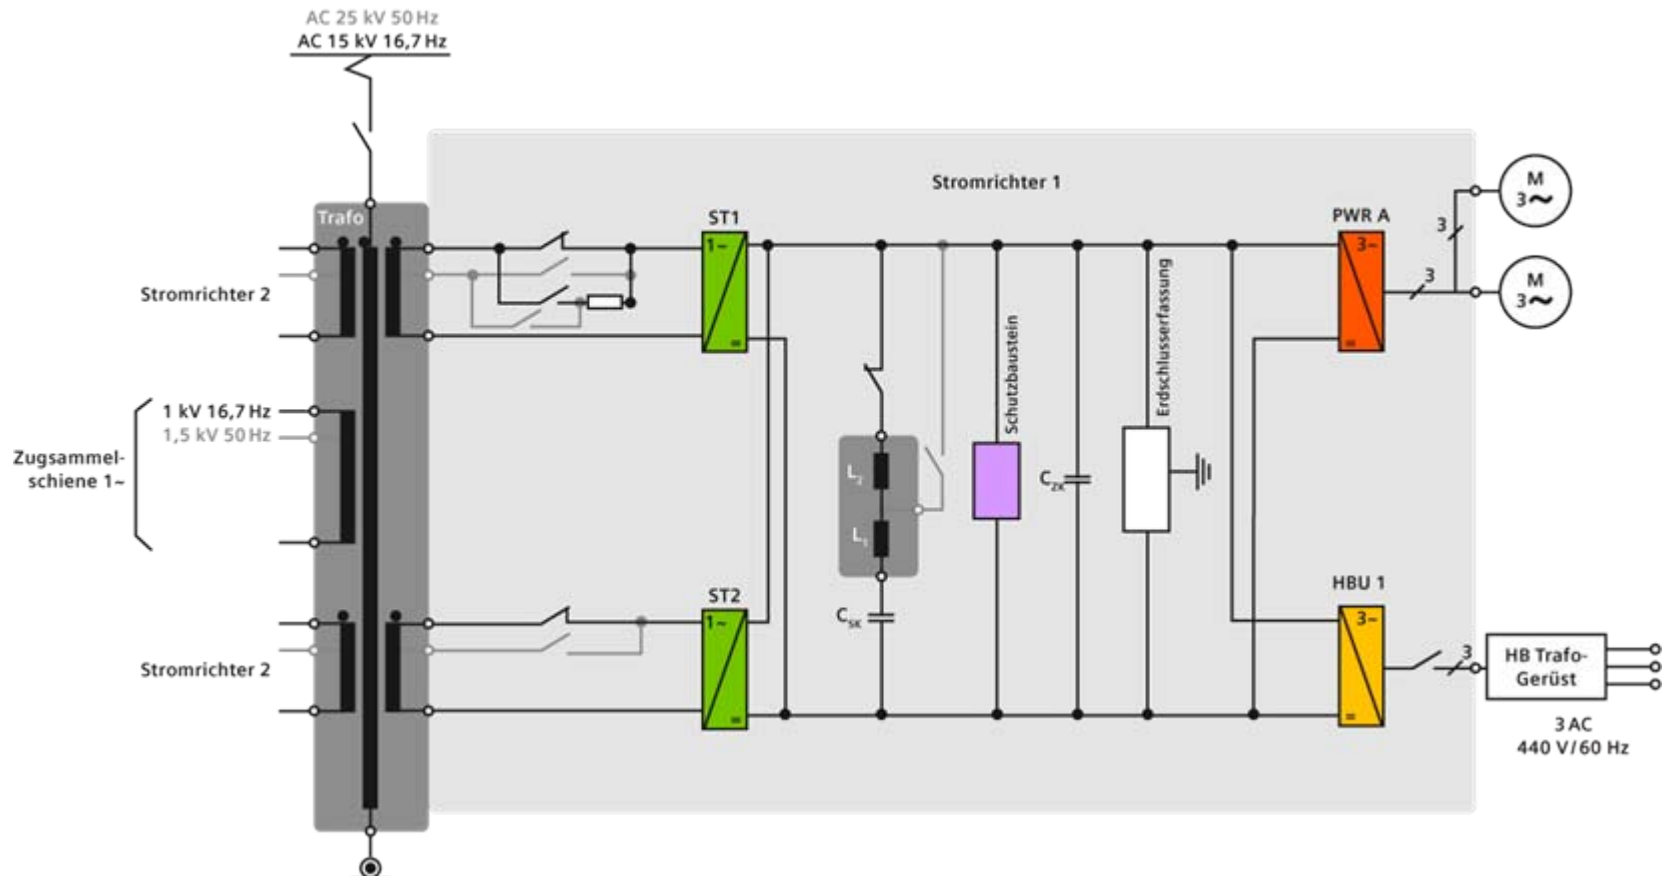 AC 25 kV 50 Hz
AC 15 kV 16,7 Hz
Stromrichter 1
Trafo
ST1
1~
=
PWR A
3~
=
M
3~
3
3
M
3~
Stromrichter 2
Schutzbaustein
Erdschlusserfassung
1 kV 16,7 Hz
1,5 kV 50 Hz
Zugsammel-
schiene 1~
L2
L1
CZK
CSK
ST2
1~
=
HBU 1
3~
=
3
HB Trafo-
Gerüst
Stromrichter 2
3 AC
440 V/60 Hz